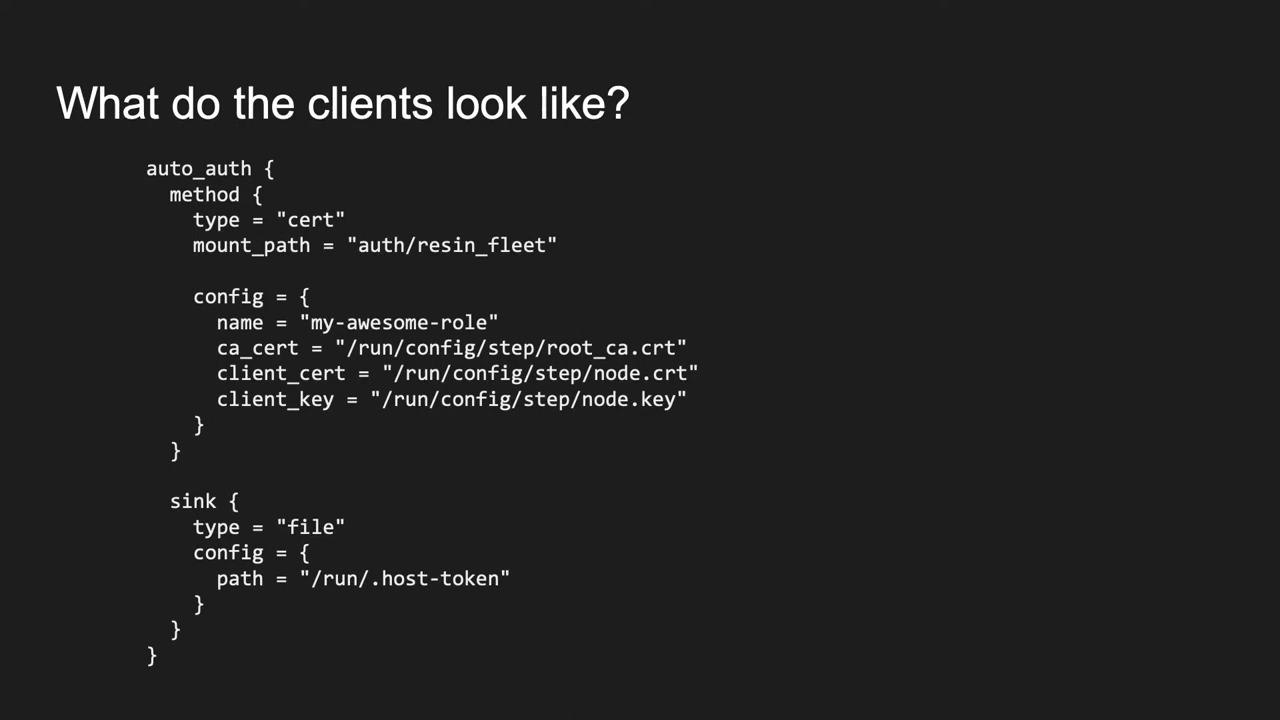 What do the clients look like?
auto_auth {
  method {
    type = "cert"
    mount_path = "auth/resin_fleet"

    config = {
      name = "my-awesome-role"
      ca_cert = "/run/config/step/root_ca.crt"
      client_cert = "/run/config/step/node.crt"
      client_key = "/run/config/step/node.key"
    }
  }

  sink {
    type = "file"
    config = {
      path = "/run/.host-token"
    }
  }
}